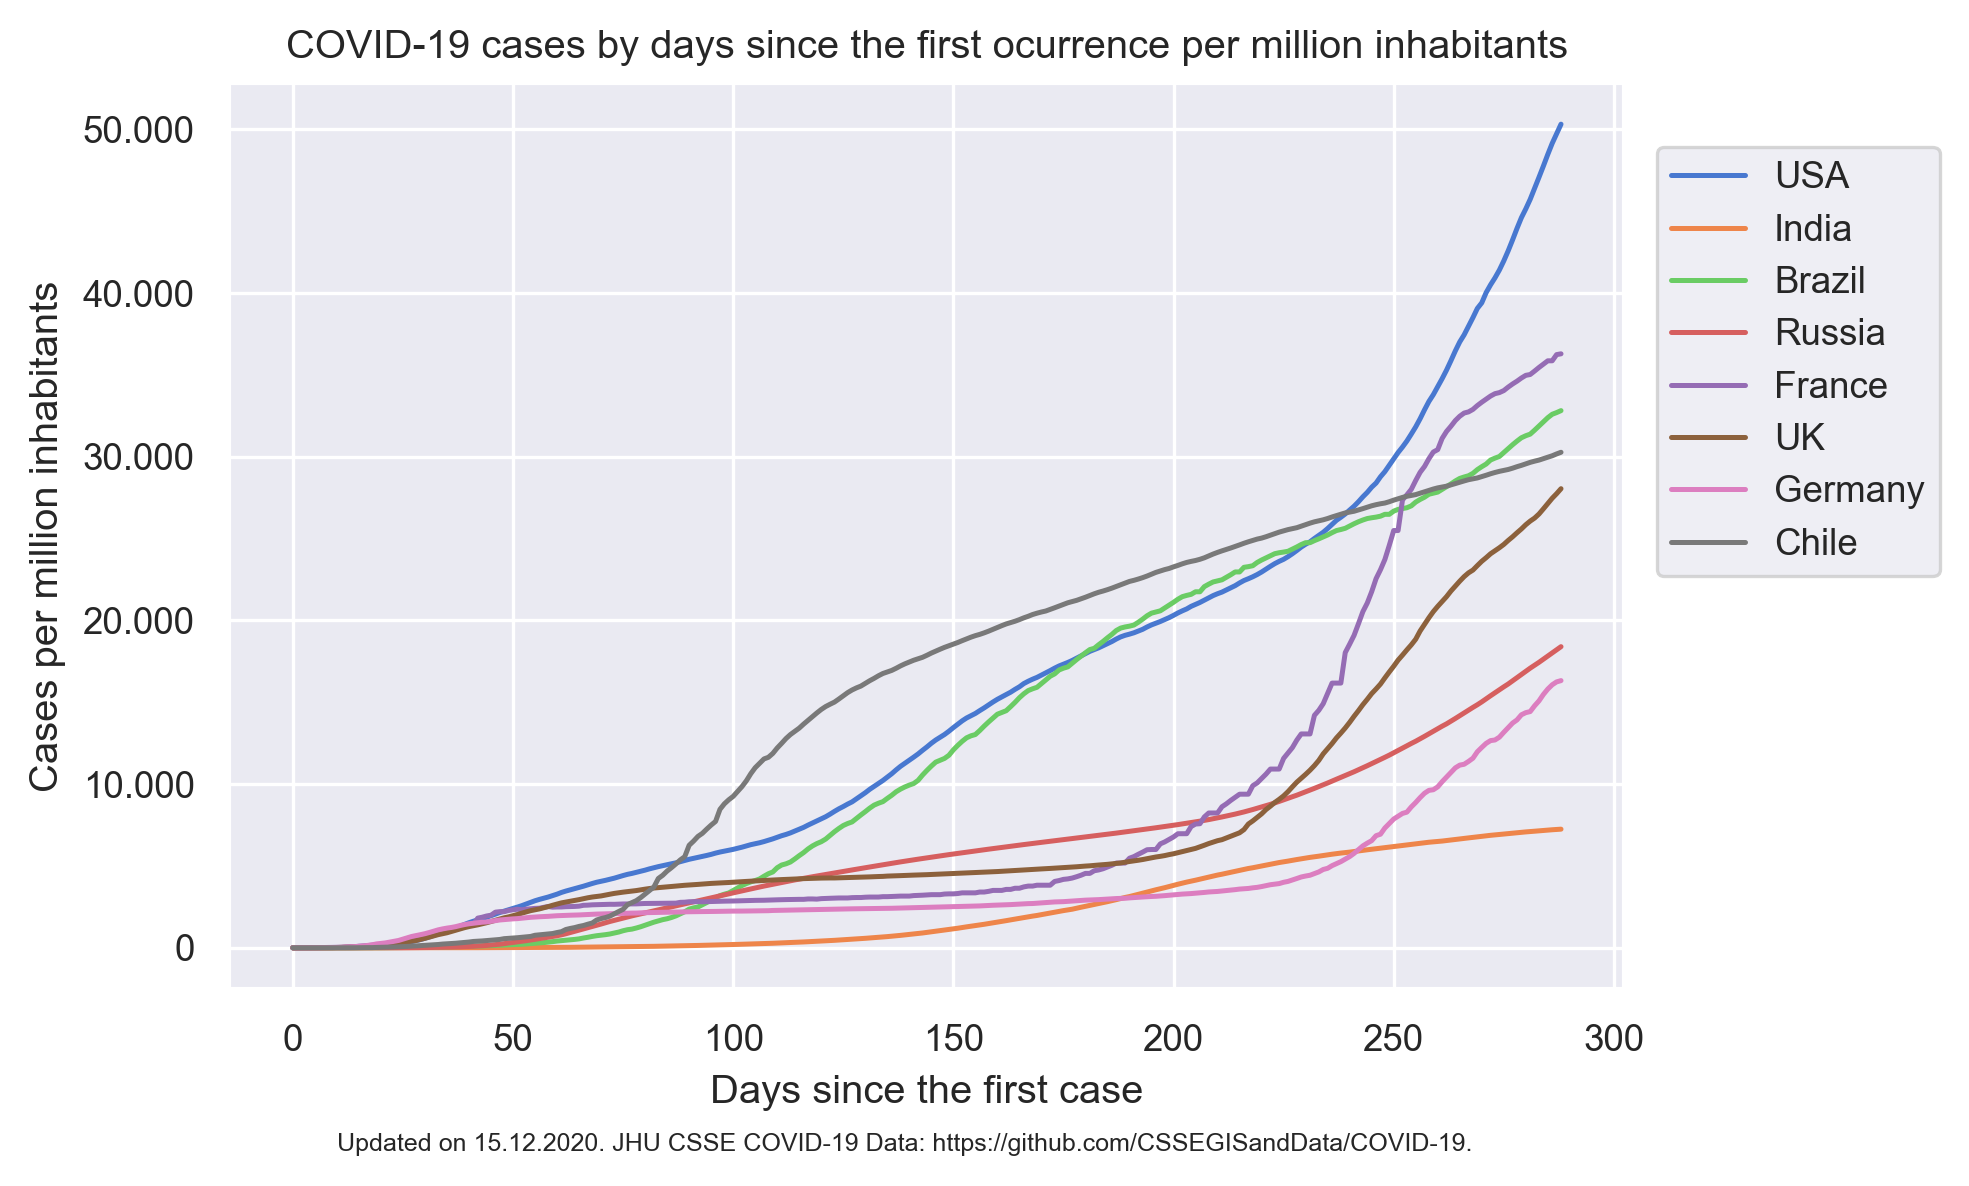 COVID-19 cases by days since the first ocurrence per million inhabitants
Cases per million inhabitants
50.000
40.000
30.000
20.000
10.000
0
0 50 100 150 200 250 300
Days since the first case
USA
India
Brazil
Russia
France
UK
Germany
Chile
Updated on 15.12.2020. JHU CSSE COVID-19 Data: https://github.com/CSSEGISandData/COVID-19.